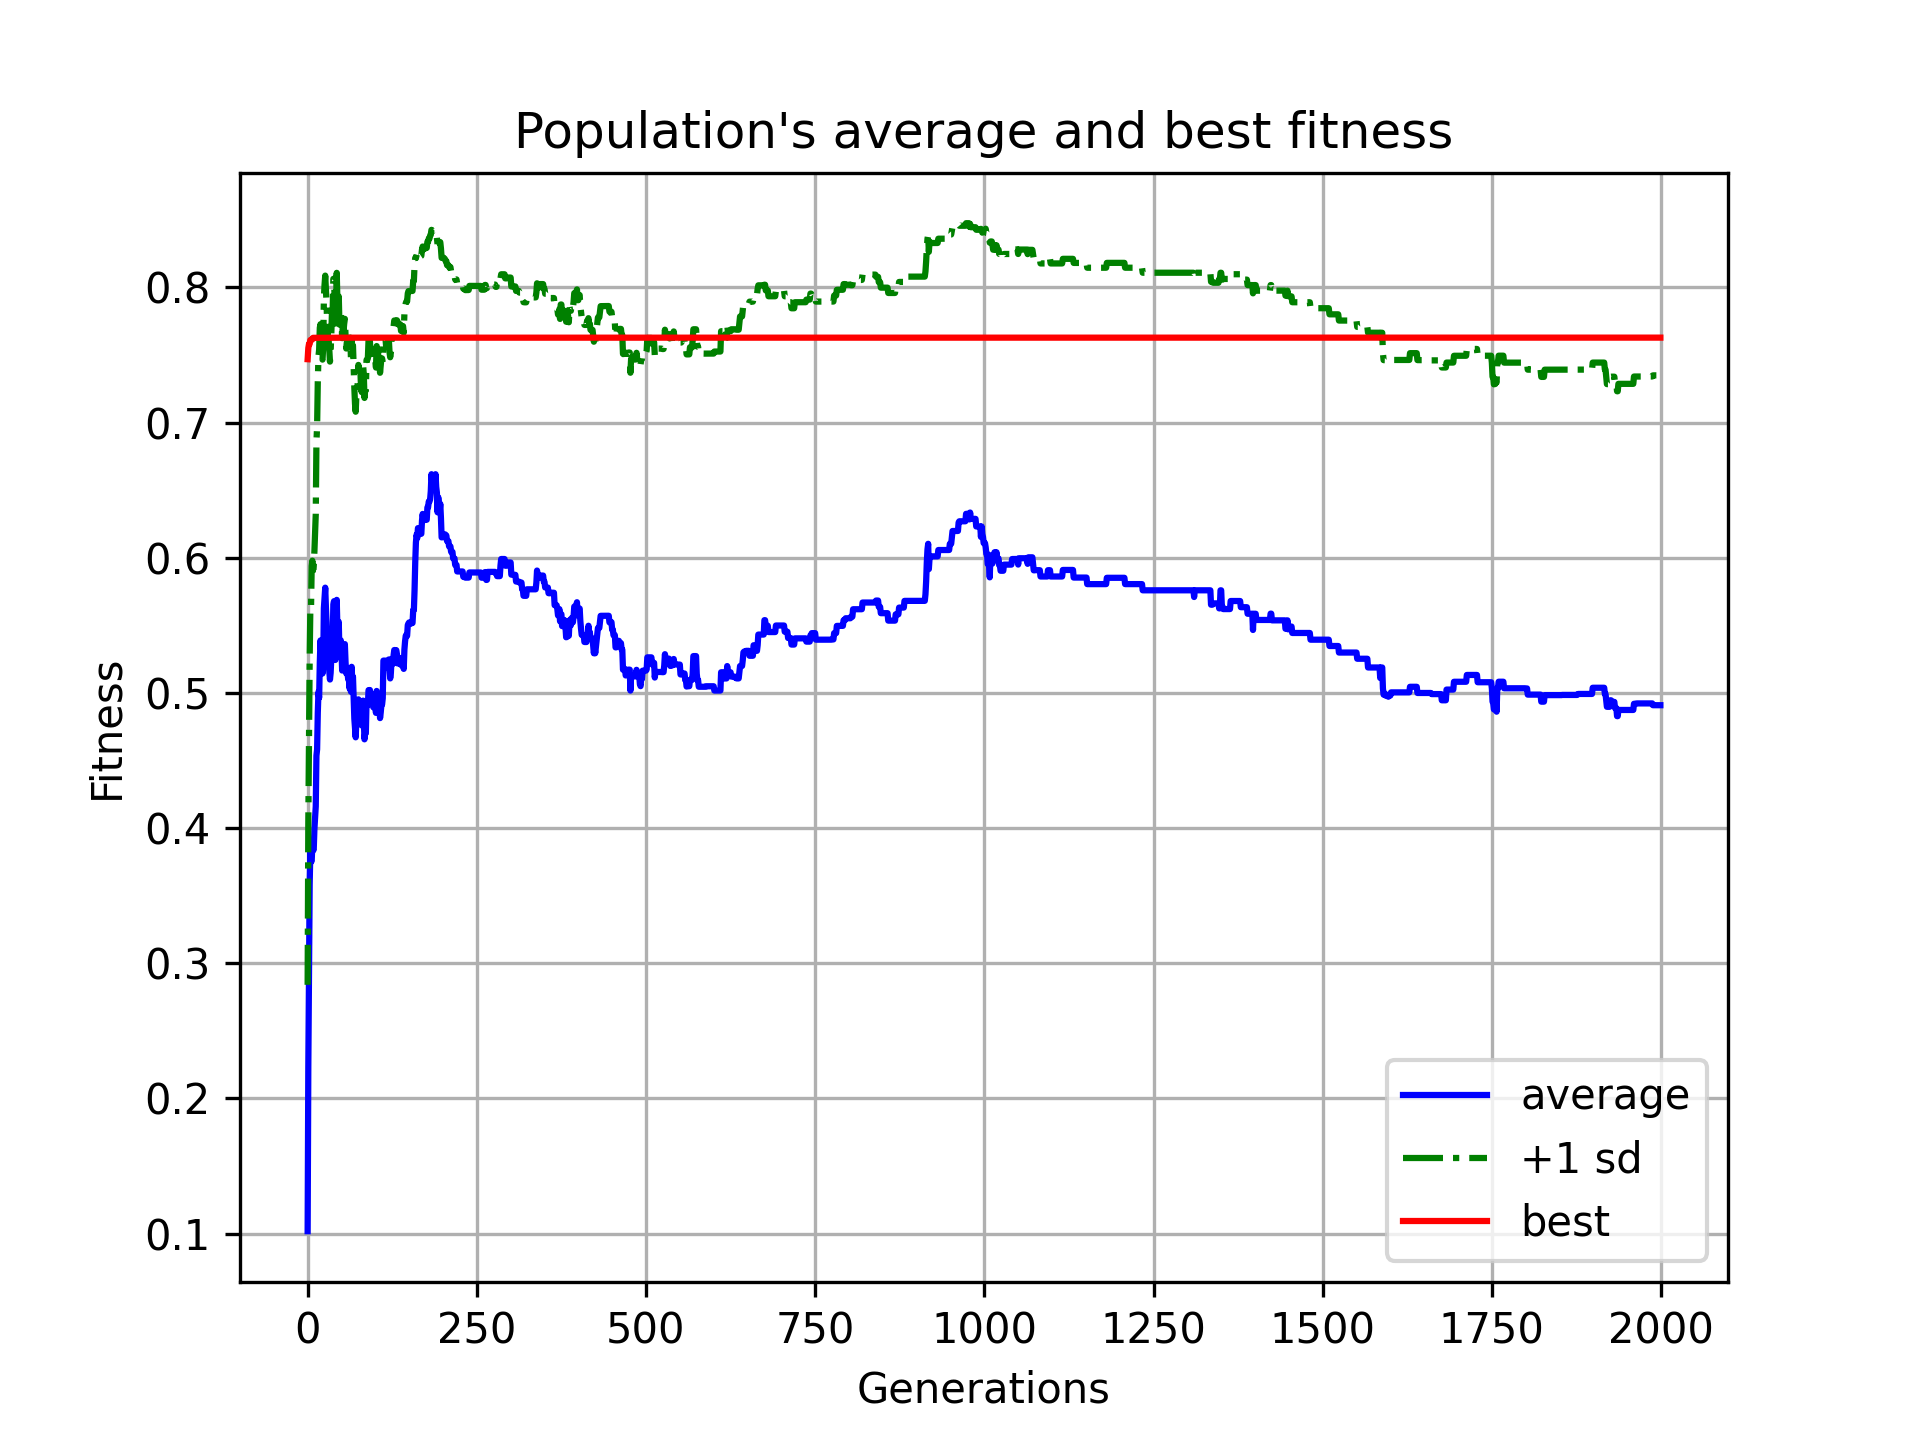 Population's average and best fitness
Fitness
0.8
0.7
0.6
0.5
0.4
0.3
0.2
0.1
average
+1 sd
best
0 250 500 750 1000 1250 1500 1750 2000
Generations